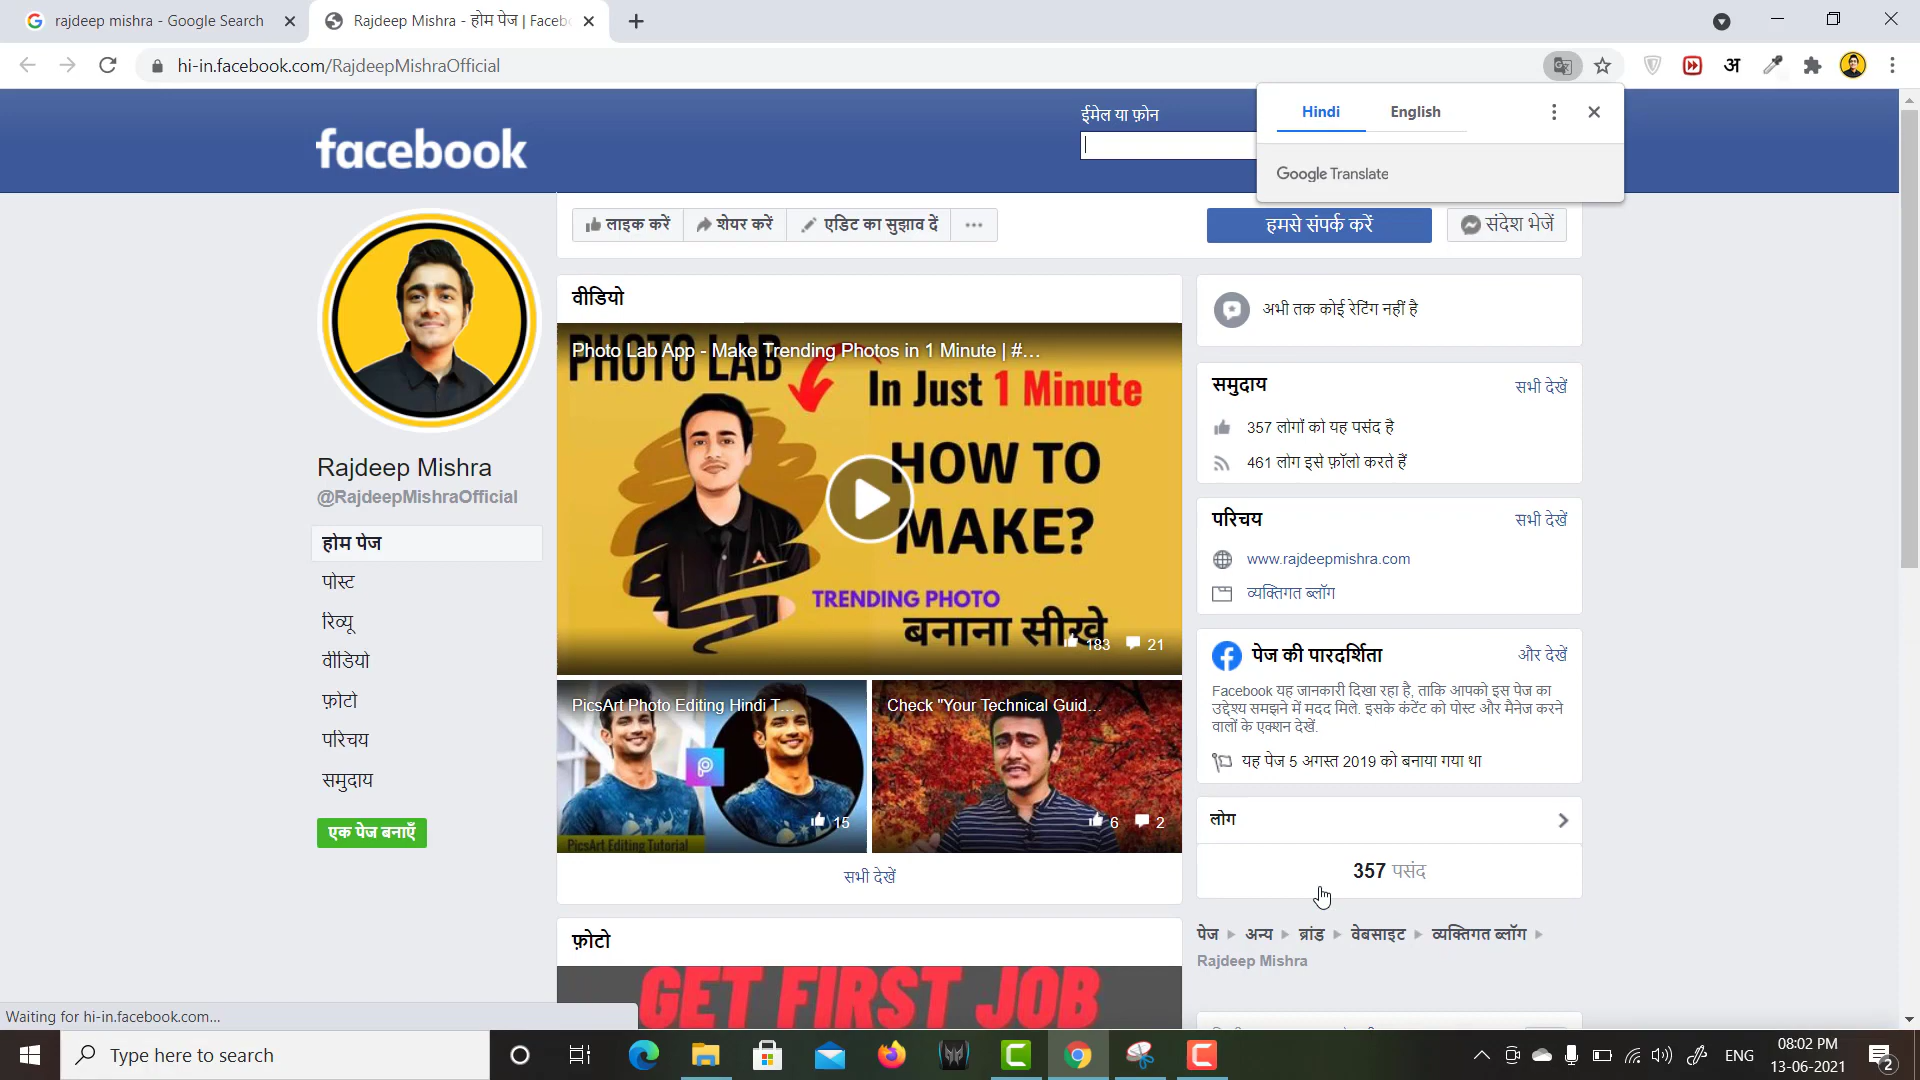 rajdeep mishra - Google Search
Rajdeep Mishra - होम पेज | Faceb
hi-in.facebook.com/RajdeepMishraOfficial
अ
Hindi English
Google Translate
facebook
ईमेल या फ़ोन
लाइक करें शेयर करें एडिट का सुझाव दें ...
हमसे संपर्क करें संदेश भेजें
Rajdeep Mishra
@RajdeepMishraOfficial
होम पेज
पोस्ट
रिव्यू
वीडियो
फ़ोटो
परिचय
समुदाय
एक पेज बनाएँ
वीडियो
Photo Lab App - Make Trending Photos in 1 Minute | #...
PHOTO LAB
In Just 1 Minute
HOW TO
MAKE?
TRENDING PHOTO
बनाना सीखे
183 21
PicsArt Photo Editing Hindi T...
15
PicsArt Editing Tutorial
Check "Your Technical Guid...
6 2
सभी देखें
फ़ोटो
GET FIRST JOB
अभी तक कोई रेटिंग नहीं है
समुदाय सभी देखें
357 लोगों को यह पसंद है
461 लोग इसे फ़ॉलो करते हैं
परिचय सभी देखें
www.rajdeepmishra.com
व्यक्तिगत ब्लॉग
पेज की पारदर्शिता और देखें
Facebook यह जानकारी दिखा रहा है, ताकि आपको इस पेज का
उद्देश्य समझने में मदद मिले. इसके कंटेंट को पोस्ट और मैनेज करने
वालों के एक्शन देखें.
यह पेज 5 अगस्त 2019 को बनाया गया था
लोग
357 पसंद
पेज अन्य ब्रांड वेबसाइट व्यक्तिगत ब्लॉग
Rajdeep Mishra
Waiting for hi-in.facebook.com...
Type here to search
ENG
08:02 PM
13-06-2021
2